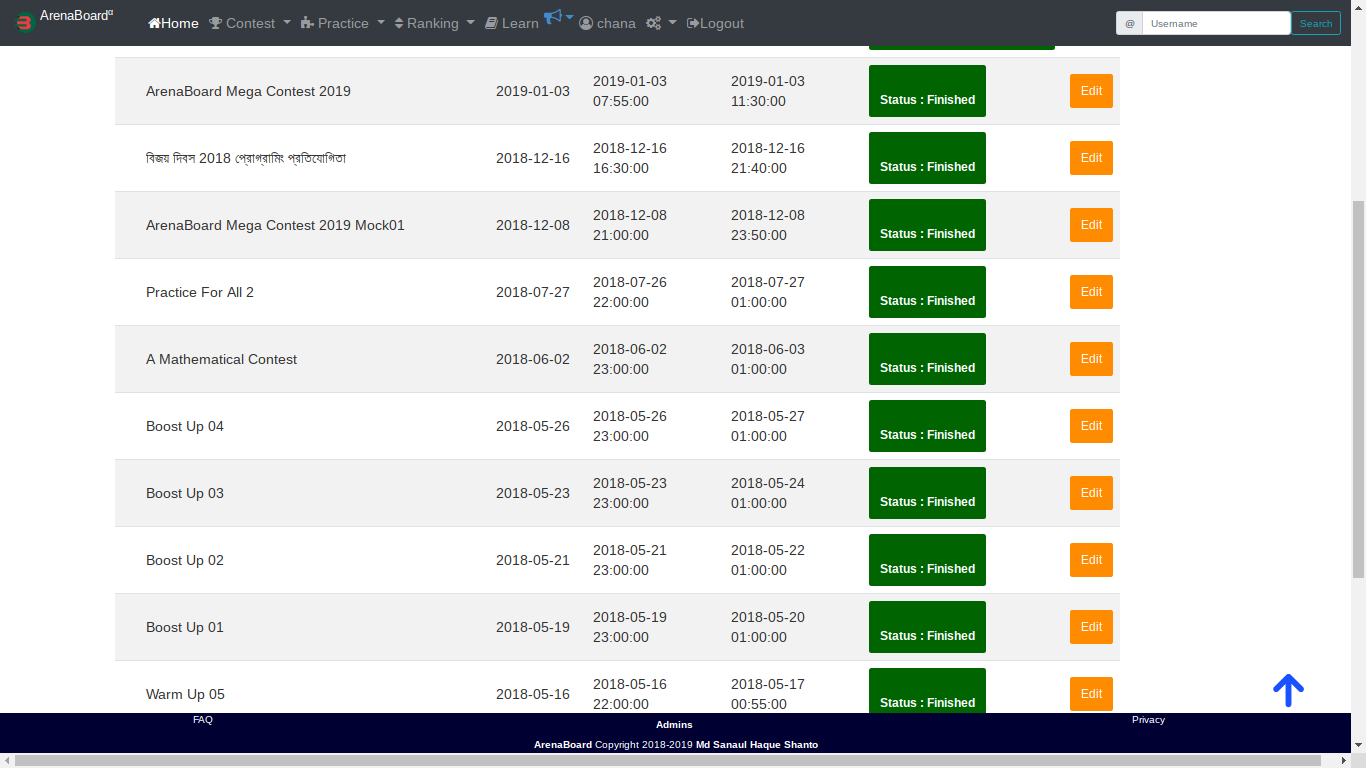 ArenaBoardα Home Contest Practice Ranking Learn chana Logout @ Username Search
ArenaBoard Mega Contest 2019 2019-01-03 2019-01-03 07:55:00 2019-01-03 11:30:00 Status : Finished Edit
বিজয় দিবস 2018 প্রোগ্রামিং প্রতিযোগিতা 2018-12-16 2018-12-16 16:30:00 2018-12-16 21:40:00 Status : Finished Edit
ArenaBoard Mega Contest 2019 Mock01 2018-12-08 2018-12-08 21:00:00 2018-12-08 23:50:00 Status : Finished Edit
Practice For All 2 2018-07-27 2018-07-26 22:00:00 2018-07-27 01:00:00 Status : Finished Edit
A Mathematical Contest 2018-06-02 2018-06-02 23:00:00 2018-06-03 01:00:00 Status : Finished Edit
Boost Up 04 2018-05-26 2018-05-26 23:00:00 2018-05-27 01:00:00 Status : Finished Edit
Boost Up 03 2018-05-23 2018-05-23 23:00:00 2018-05-24 01:00:00 Status : Finished Edit
Boost Up 02 2018-05-21 2018-05-21 23:00:00 2018-05-22 01:00:00 Status : Finished Edit
Boost Up 01 2018-05-19 2018-05-19 23:00:00 2018-05-20 01:00:00 Status : Finished Edit
Warm Up 05 2018-05-16 2018-05-16 22:00:00 2018-05-17 00:55:00 Status : Finished Edit
FAQ Admins Privacy
ArenaBoard Copyright 2018-2019 Md Sanaul Haque Shanto